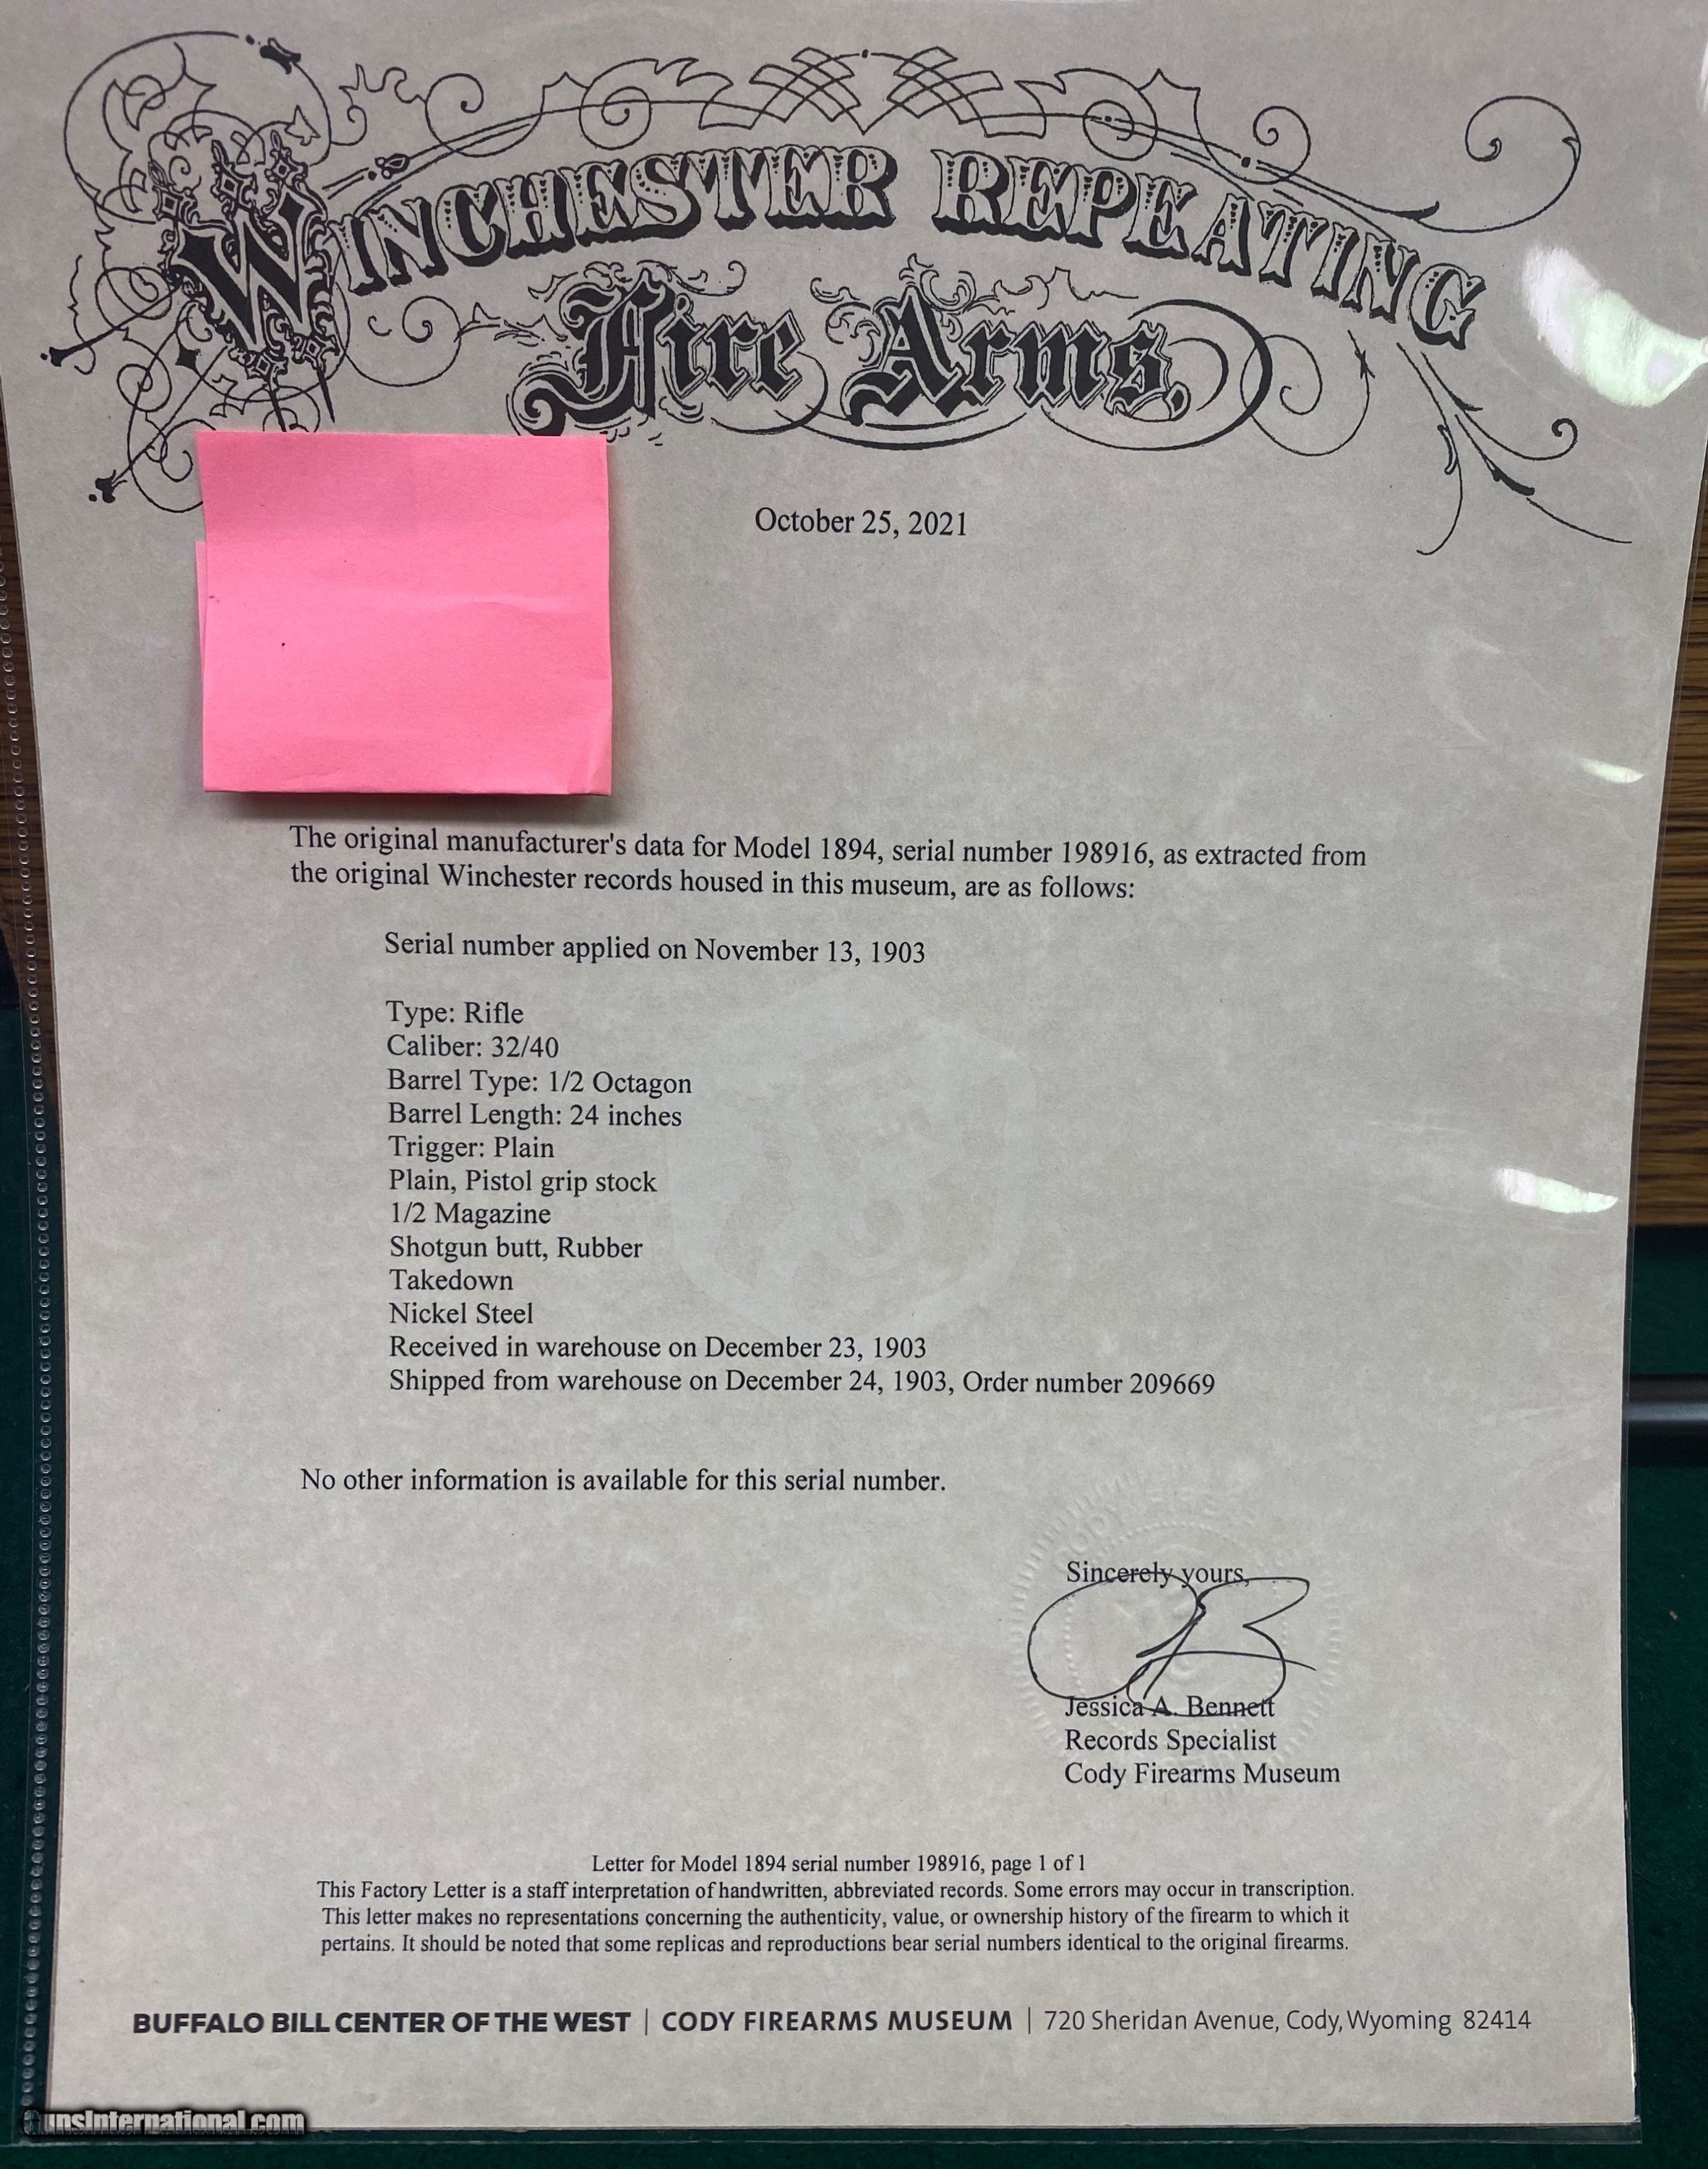 WINCHESTER REPEATING
Fire Arms.
October 25, 2021
The original manufacturer's data for Model 1894, serial number 198916, as extracted from
the original Winchester records housed in this museum, are as follows:
Serial number applied on November 13, 1903
Type: Rifle
Caliber: 32/40
Barrel Type: 1/2 Octagon
Barrel Length: 24 inches
Trigger: Plain
Plain, Pistol grip stock
1/2 Magazine
Shotgun butt, Rubber
Takedown
Nickel Steel
Received in warehouse on December 23, 1903
Shipped from warehouse on December 24, 1903, Order number 209669
No other information is available for this serial number.
Sincerely yours,
Jessica A. Bennett
Records Specialist
Cody Firearms Museum
Letter for Model 1894 serial number 198916, page 1 of 1
This Factory Letter is a staff interpretation of handwritten, abbreviated records. Some errors may occur in transcription.
This letter makes no representations concerning the authenticity, value, or ownership history of the firearm to which it
pertains. It should be noted that some replicas and reproductions bear serial numbers identical to the original firearms.
BUFFALO BILL CENTER OF THE WEST | CODY FIREARMS MUSEUM | 720 Sheridan Avenue, Cody, Wyoming 82414
GunsInternational.com